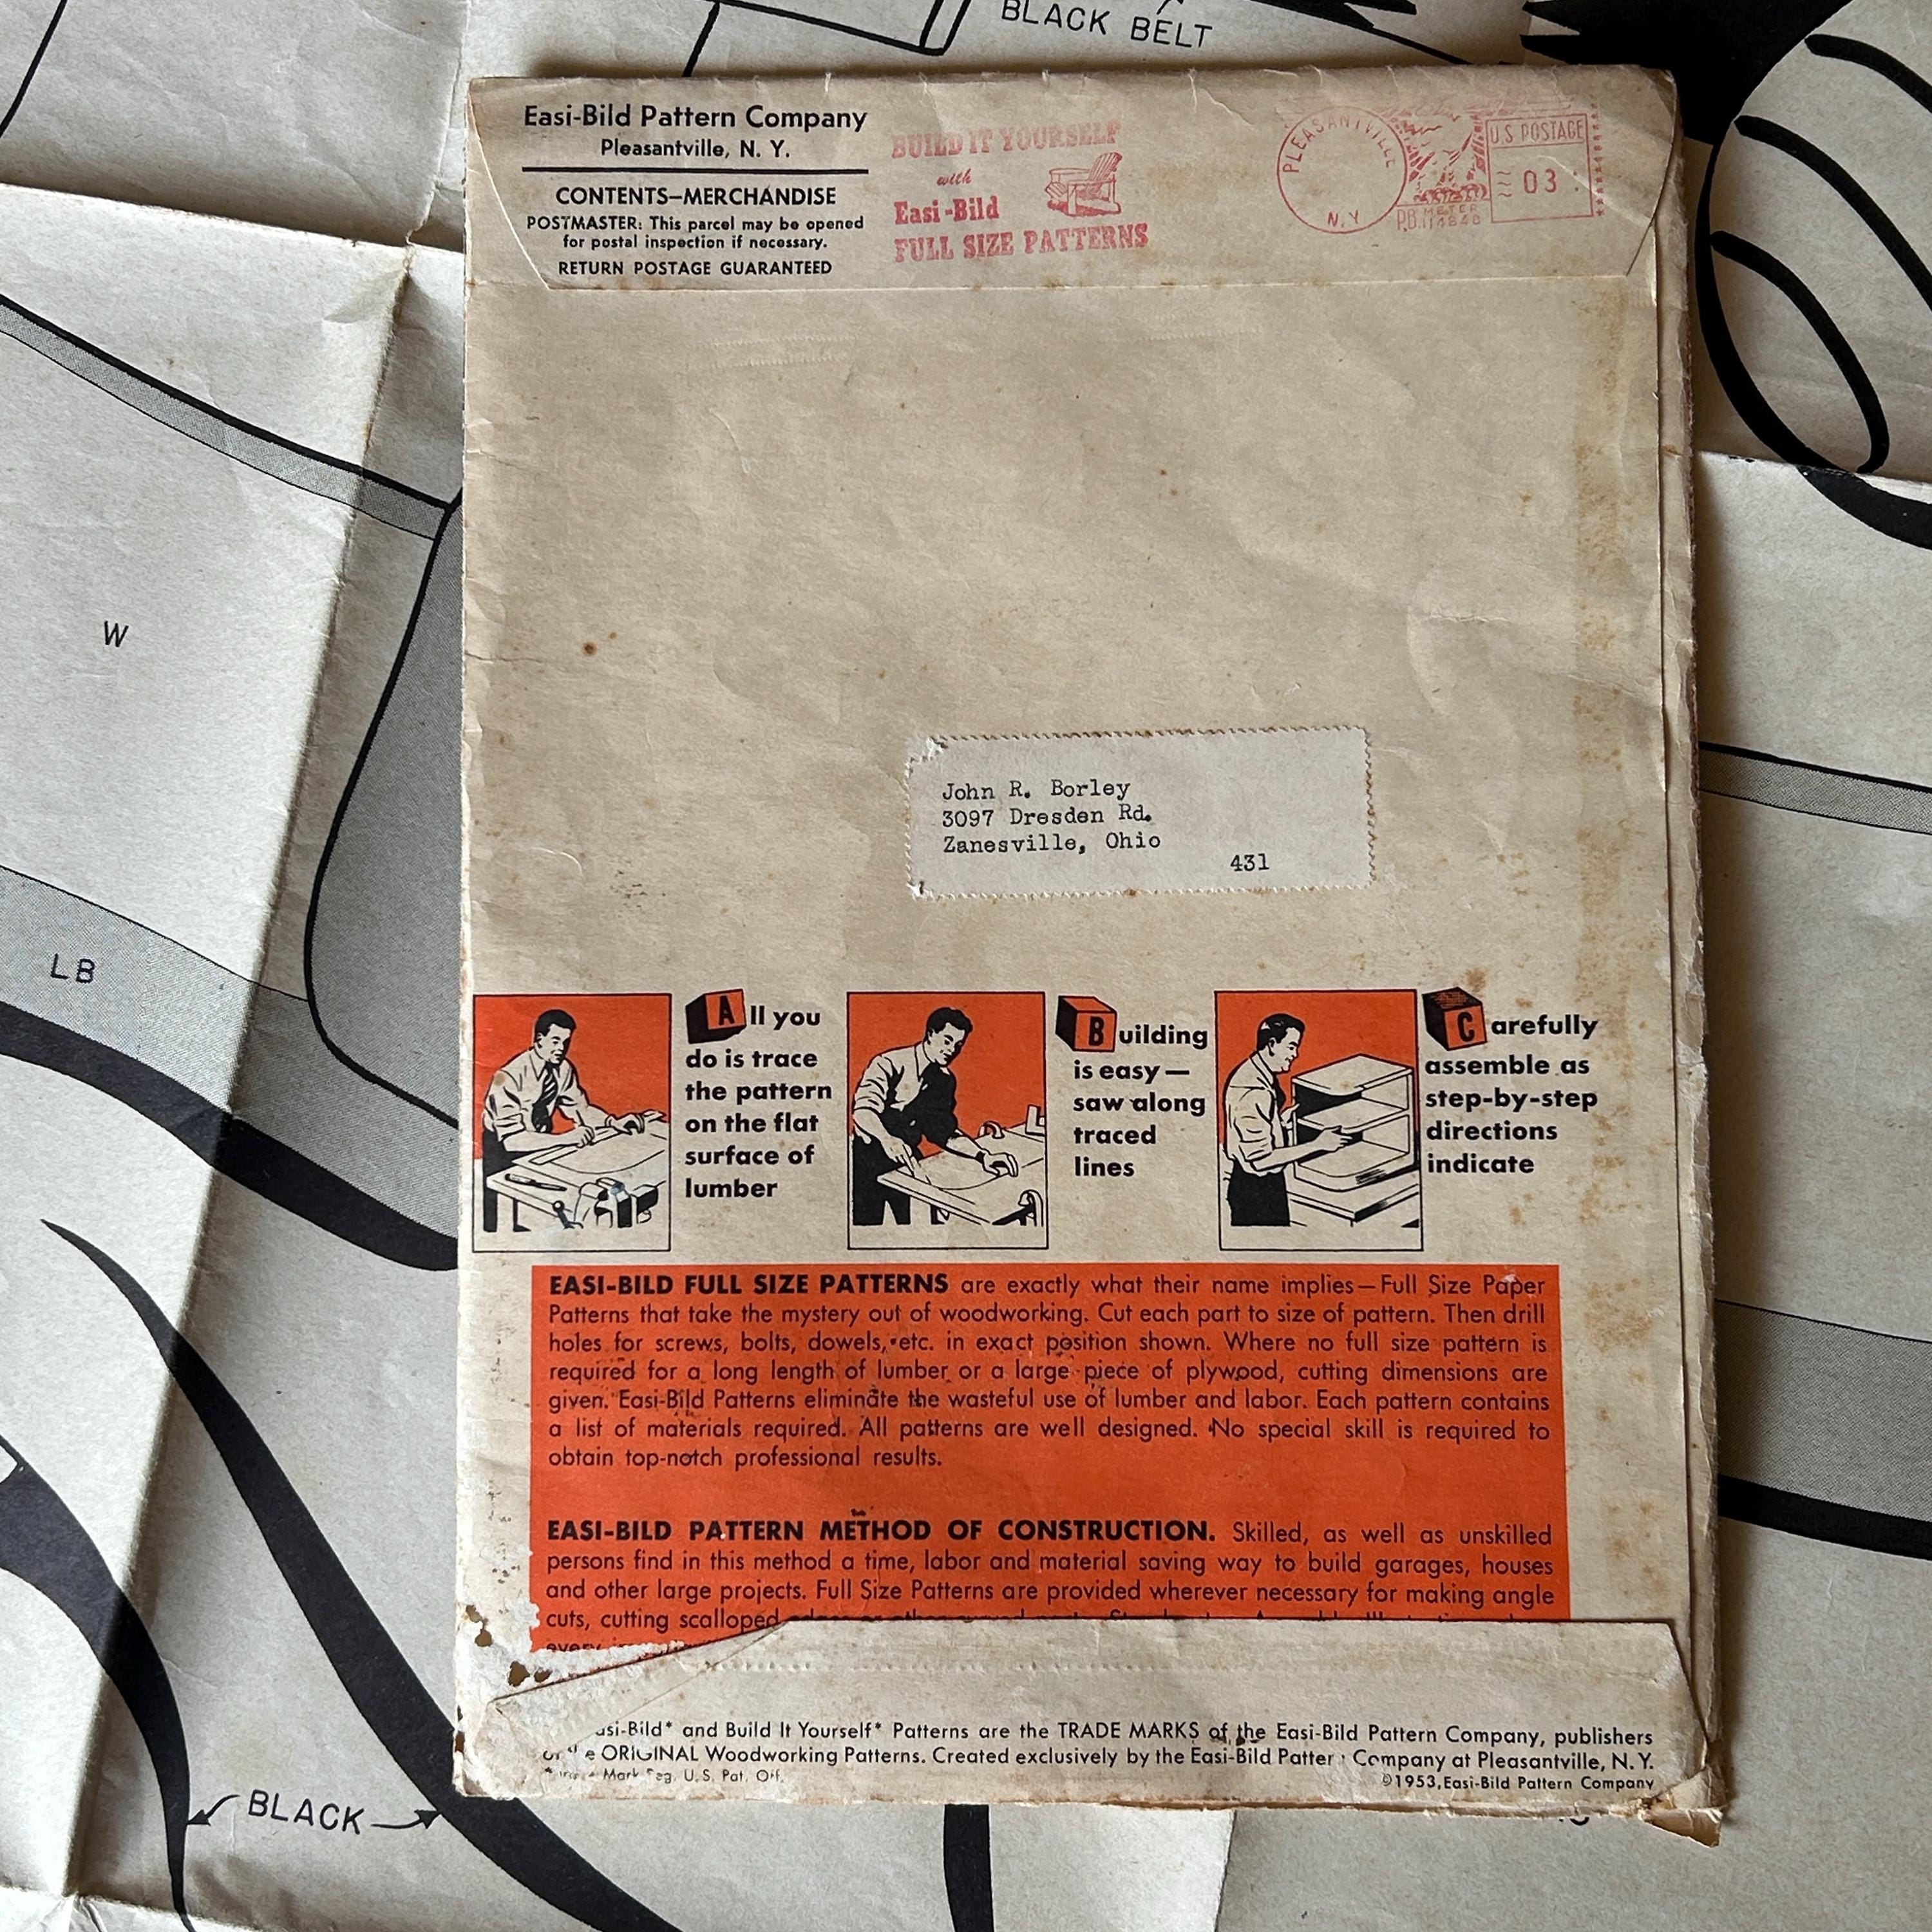 BLACK BELT
Easi-Bild Pattern Company
Pleasantville, N. Y.
CONTENTS—MERCHANDISE
POSTMASTER: This parcel may be opened
for postal inspection if necessary.
RETURN POSTAGE GUARANTEED
BUILD IT YOURSELF
with
Easi-Bild
FULL SIZE PATTERNS
PLEASANTVILLE
N.Y
U.S. POSTAGE
03
P.B. METER
114840
W
LB
John R. Borley
3097 Dresden Rd.
Zanesville, Ohio
431
All you
do is trace
the pattern
on the flat
surface of
lumber
Building
is easy—
saw along
traced
lines
Carefully
assemble as
step-by-step
directions
indicate
EASI-BILD FULL SIZE PATTERNS are exactly what their name implies—Full Size Paper
Patterns that take the mystery out of woodworking. Cut each part to size of pattern. Then drill
holes for screws, bolts, dowels, etc. in exact position shown. Where no full size pattern is
required for a long length of lumber or a large piece of plywood, cutting dimensions are
given. Easi-Bild Patterns eliminate the wasteful use of lumber and labor. Each pattern contains
a list of materials required. All patterns are well designed. No special skill is required to
obtain top-notch professional results.
EASI-BILD PATTERN METHOD OF CONSTRUCTION. Skilled, as well as unskilled
persons find in this method a time, labor and material saving way to build garages, houses
and other large projects. Full Size Patterns are provided wherever necessary for making angle
cuts, cutting scalloped
every
asi-Bild* and Build It Yourself* Patterns are the TRADE MARKS of the Easi-Bild Pattern Company, publishers
e ORIGINAL Woodworking Patterns. Created exclusively by the Easi-Bild Patter Company at Pleasantville, N. Y.
Mark Reg. U. S. Pat. Off.
©1953, Easi-Bild Pattern Company
BLACK